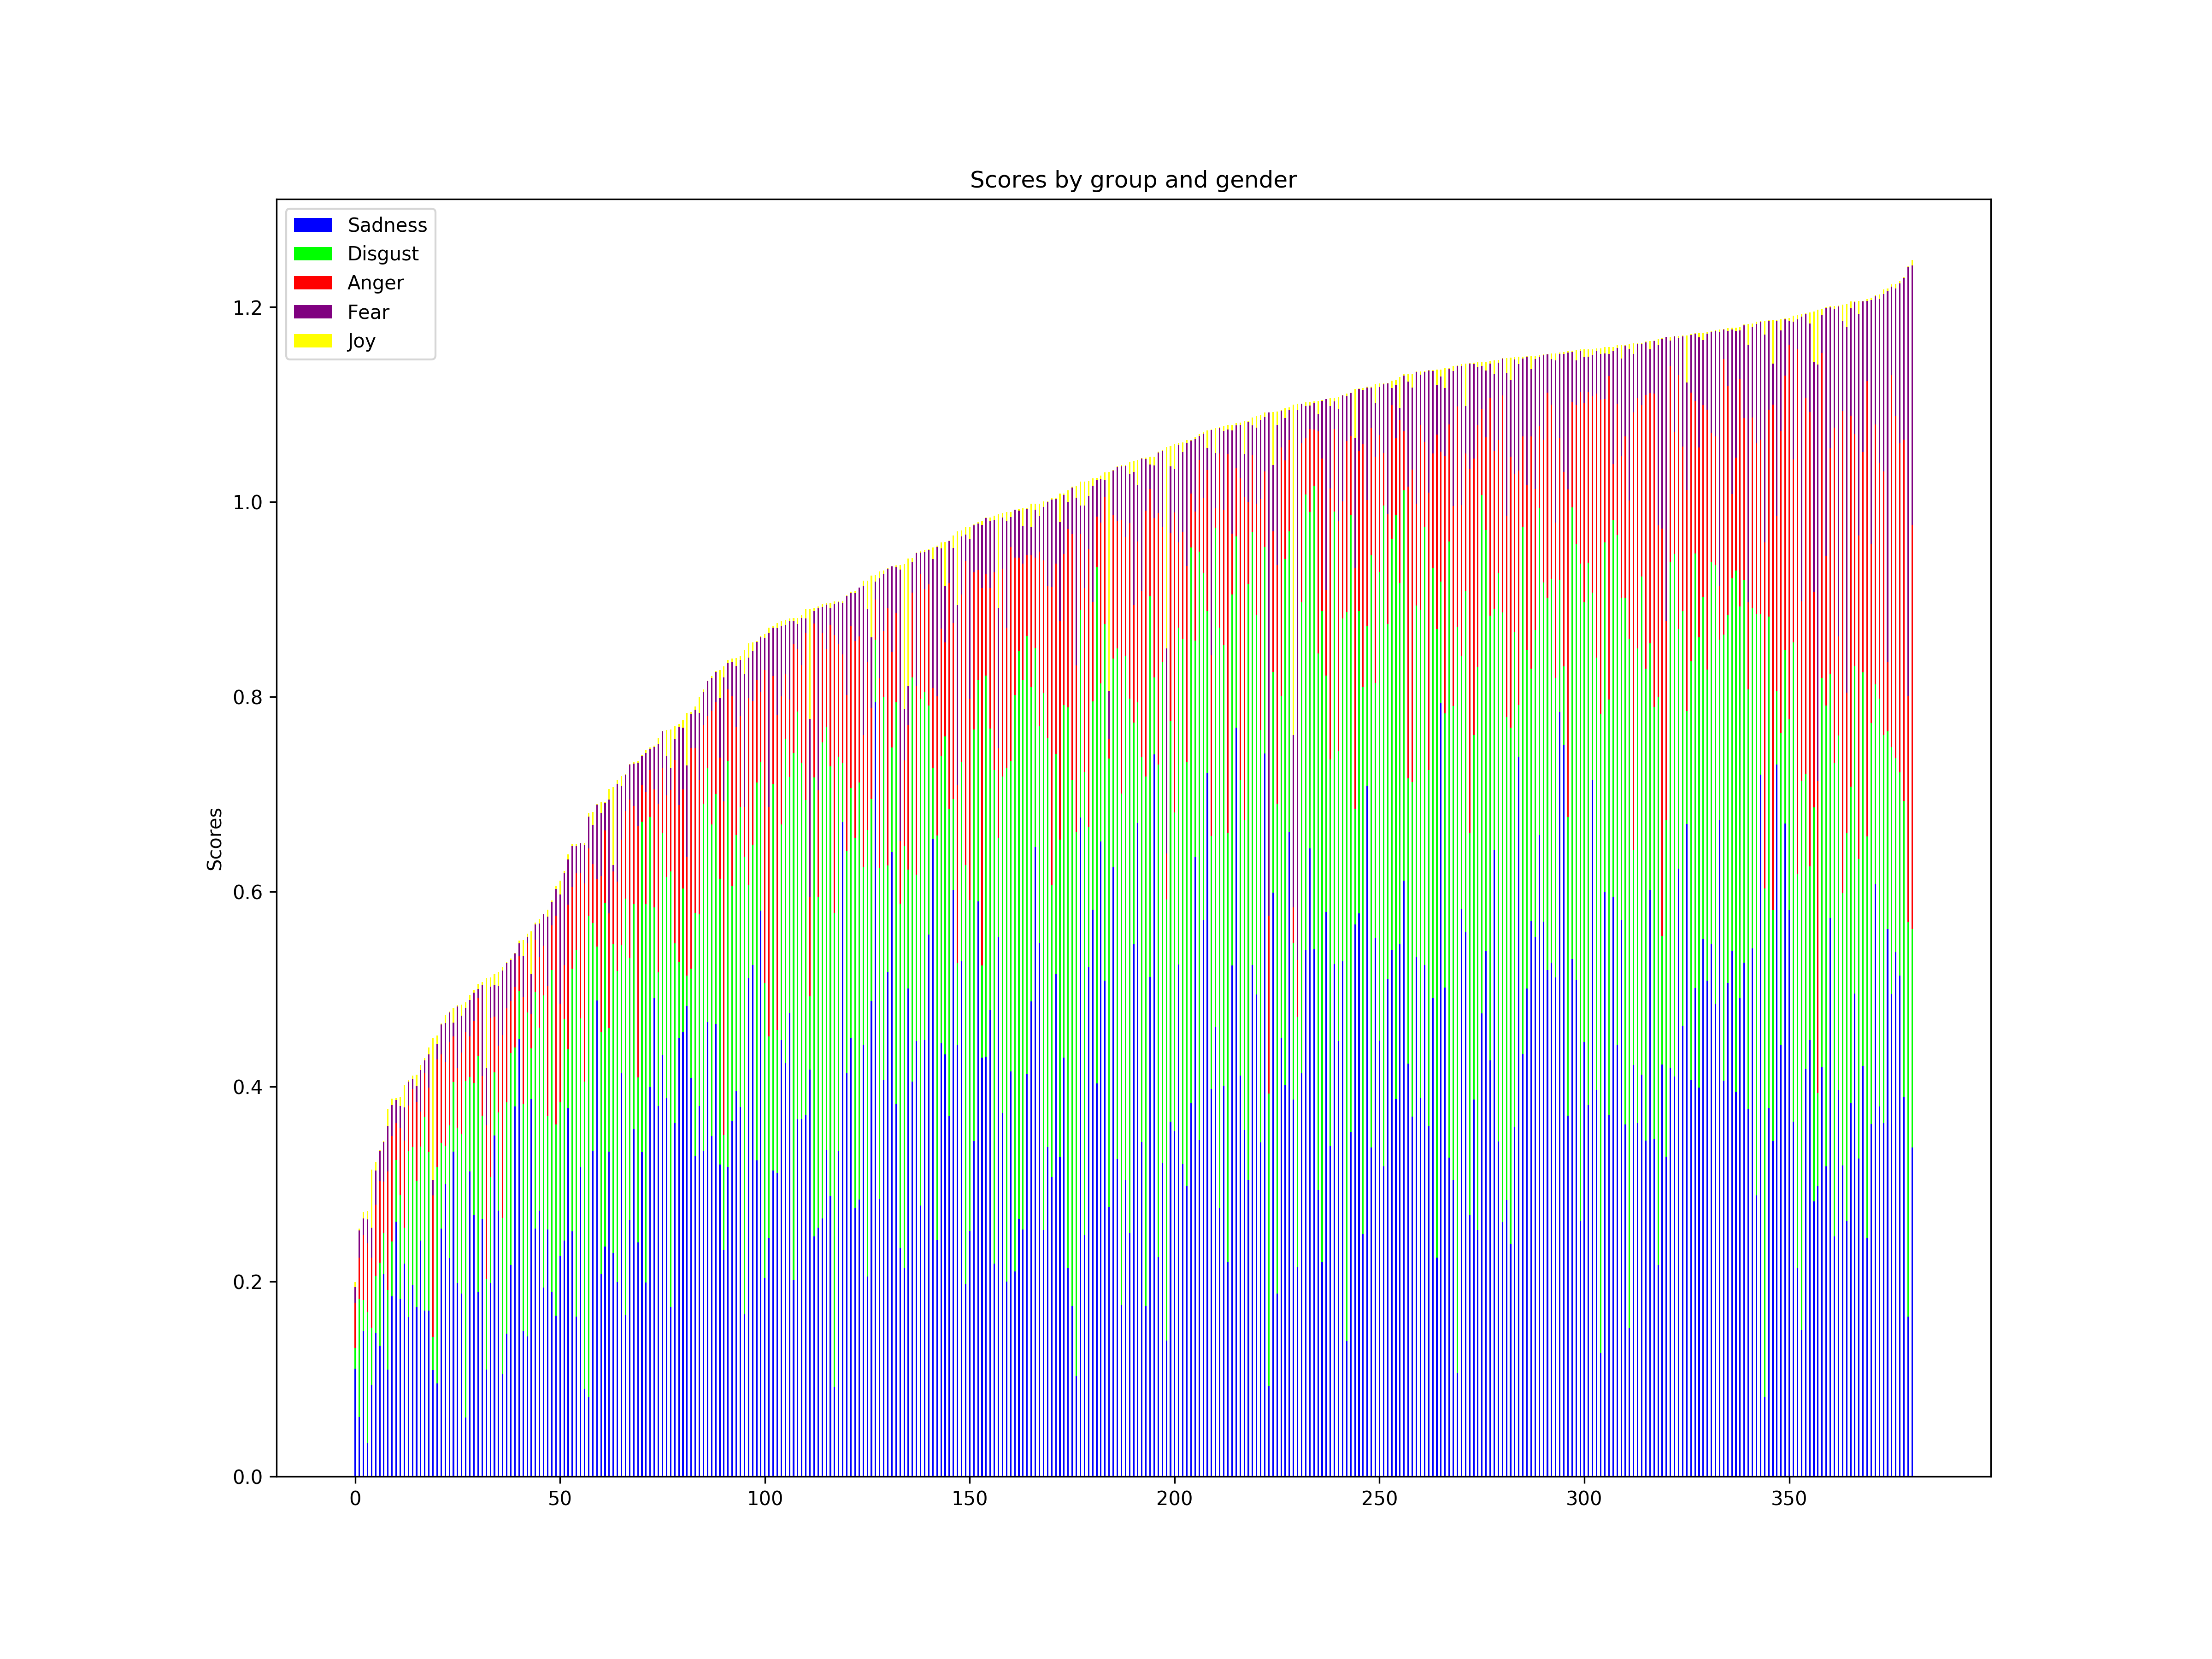 Scores by group and gender
Sadness
Disgust
Anger
Fear
Joy
1.2
1.0
0.8
0.6
0.4
0.2
0.0
Scores
0 50 100 150 200 250 300 350